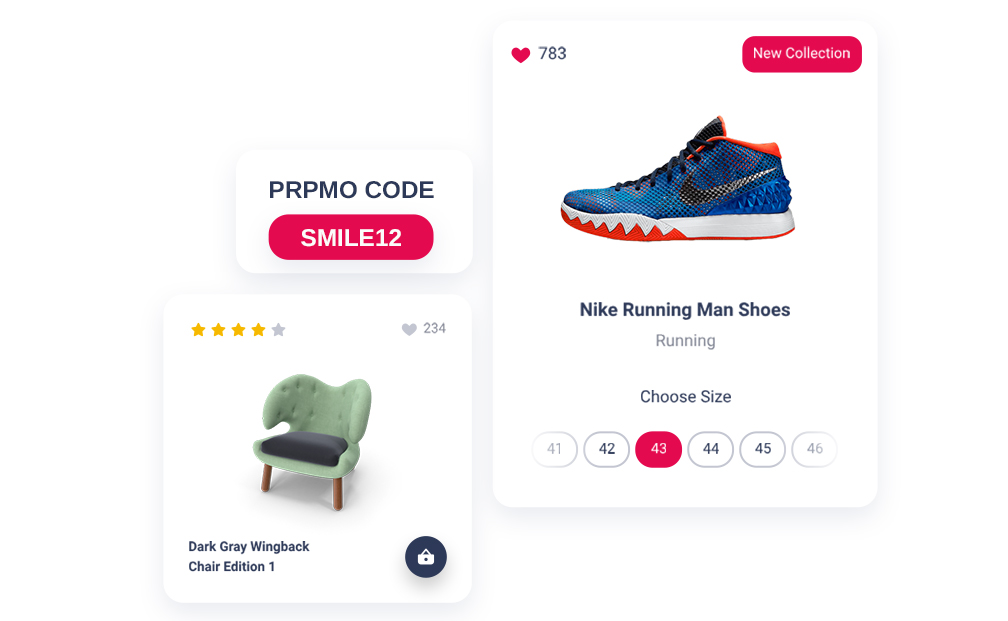 783
New Collection
PRPMO CODE
SMILE12
Nike Running Man Shoes
Running
Choose Size
41 42 43 44 45 46
234
Dark Gray Wingback
Chair Edition 1